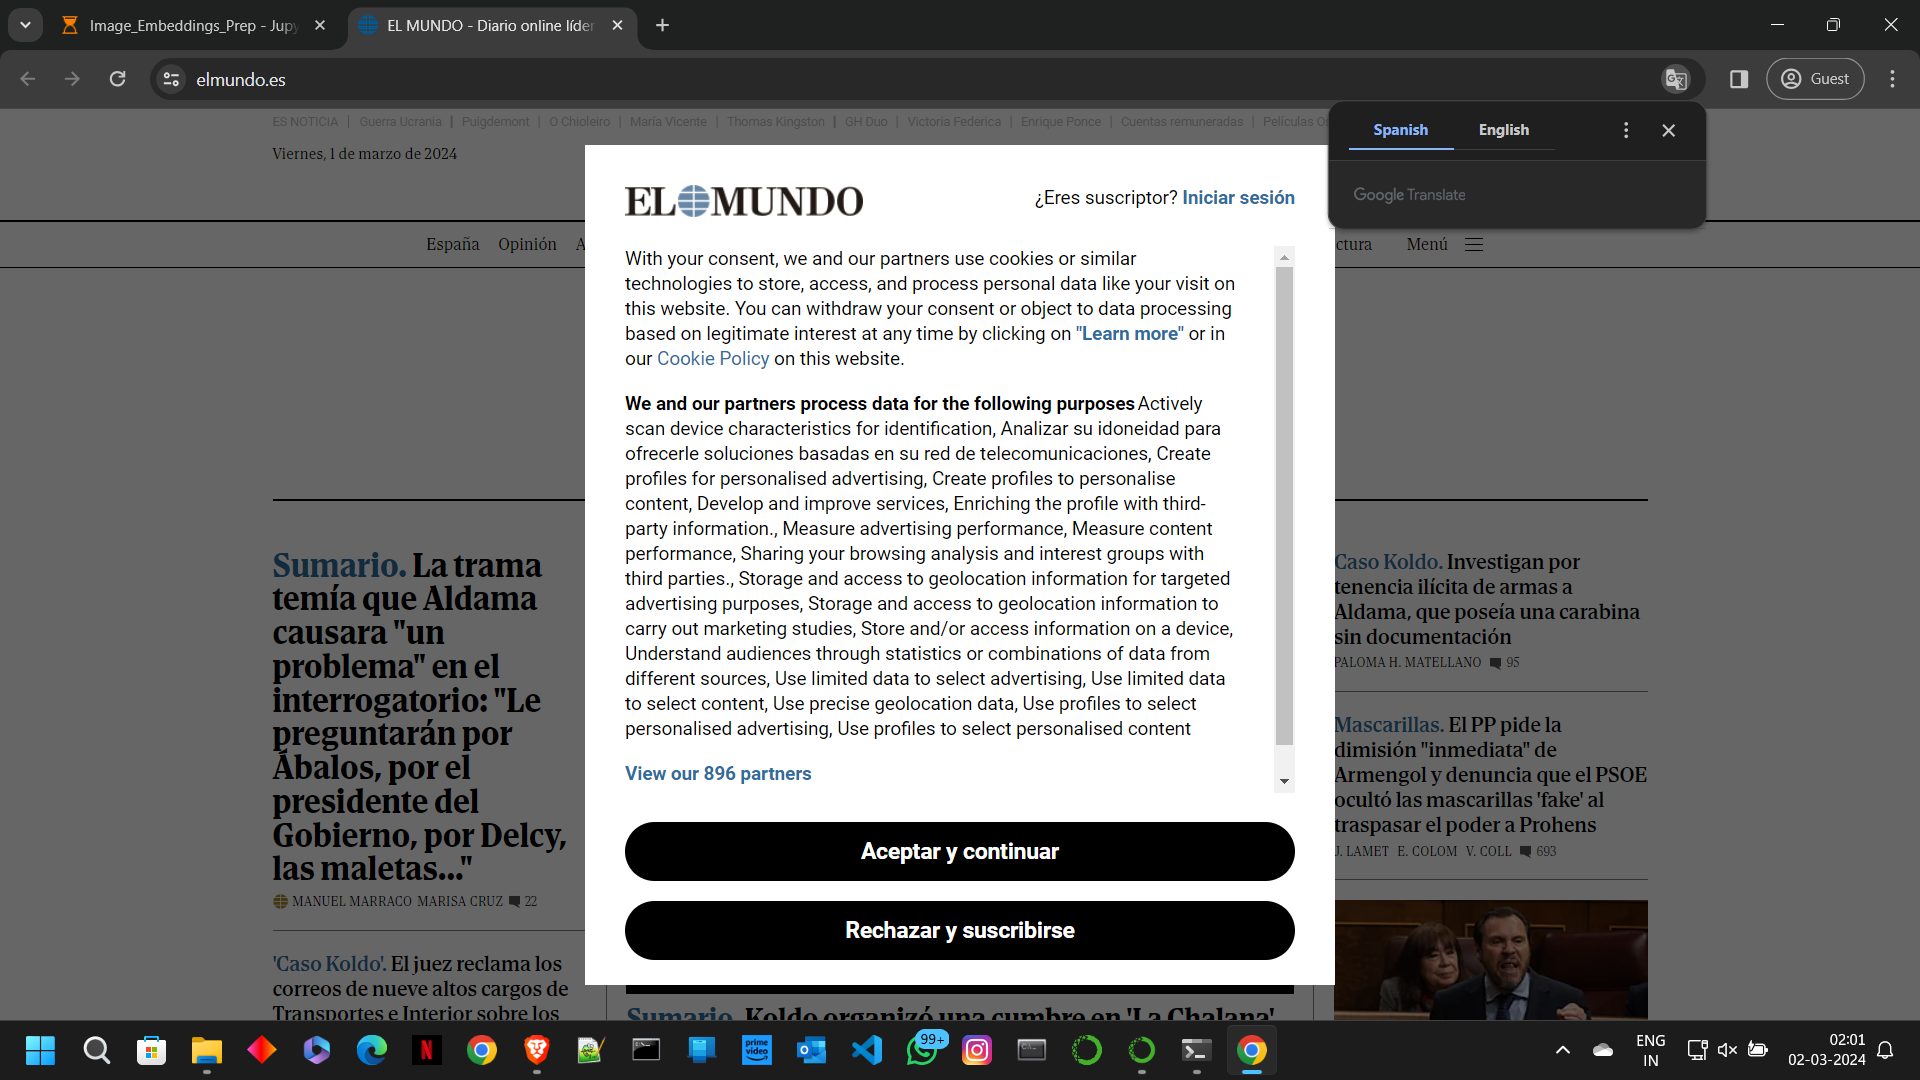 Image_Embeddings_Prep - Jupy
EL MUNDO - Diario online líder
elmundo.es
Guest
ES NOTICIA | Guerra Ucrania | Puigdemont | O Chioleiro | María Vicente | Thomas Kingston | GH Duo | Victoria Federica | Enrique Ponce | Cuentas remuneradas | Películas Os
Spanish English
Google Translate
Viernes, 1 de marzo de 2024
EL MUNDO
¿Eres suscriptor? Iniciar sesión
España Opinión A
ctura Menú
With your consent, we and our partners use cookies or similar
technologies to store, access, and process personal data like your visit on
this website. You can withdraw your consent or object to data processing
based on legitimate interest at any time by clicking on "Learn more" or in
our Cookie Policy on this website.
We and our partners process data for the following purposes Actively
scan device characteristics for identification, Analizar su idoneidad para
ofrecerle soluciones basadas en su red de telecomunicaciones, Create
profiles for personalised advertising, Create profiles to personalise
content, Develop and improve services, Enriching the profile with third-
party information., Measure advertising performance, Measure content
performance, Sharing your browsing analysis and interest groups with
third parties., Storage and access to geolocation information for targeted
advertising purposes, Storage and access to geolocation information to
carry out marketing studies, Store and/or access information on a device,
Understand audiences through statistics or combinations of data from
different sources, Use limited data to select advertising, Use limited data
to select content, Use precise geolocation data, Use profiles to select
personalised advertising, Use profiles to select personalised content
View our 896 partners
Aceptar y continuar
Rechazar y suscribirse
Sumario. La trama
temía que Aldama
causara "un
problema" en el
interrogatorio: "Le
preguntarán por
Ábalos, por el
presidente del
Gobierno, por Delcy,
las maletas..."
MANUEL MARRACO MARISA CRUZ 22
'Caso Koldo'. El juez reclama los
correos de nueve altos cargos de
Transportes e Interior sobre los
Sumario. Koldo organizó una cumbre en 'La Chalana'
Caso Koldo. Investigan por
tenencia ilícita de armas a
Aldama, que poseía una carabina
sin documentación
PALOMA H. MATELLANO 95
Mascarillas. El PP pide la
dimisión "inmediata" de
Armengol y denuncia que el PSOE
ocultó las mascarillas 'fake' al
traspasar el poder a Prohens
J. LAMET E. COLOM V. COLL 693
N
prime
video
99+
ENG
IN
02:01
02-03-2024